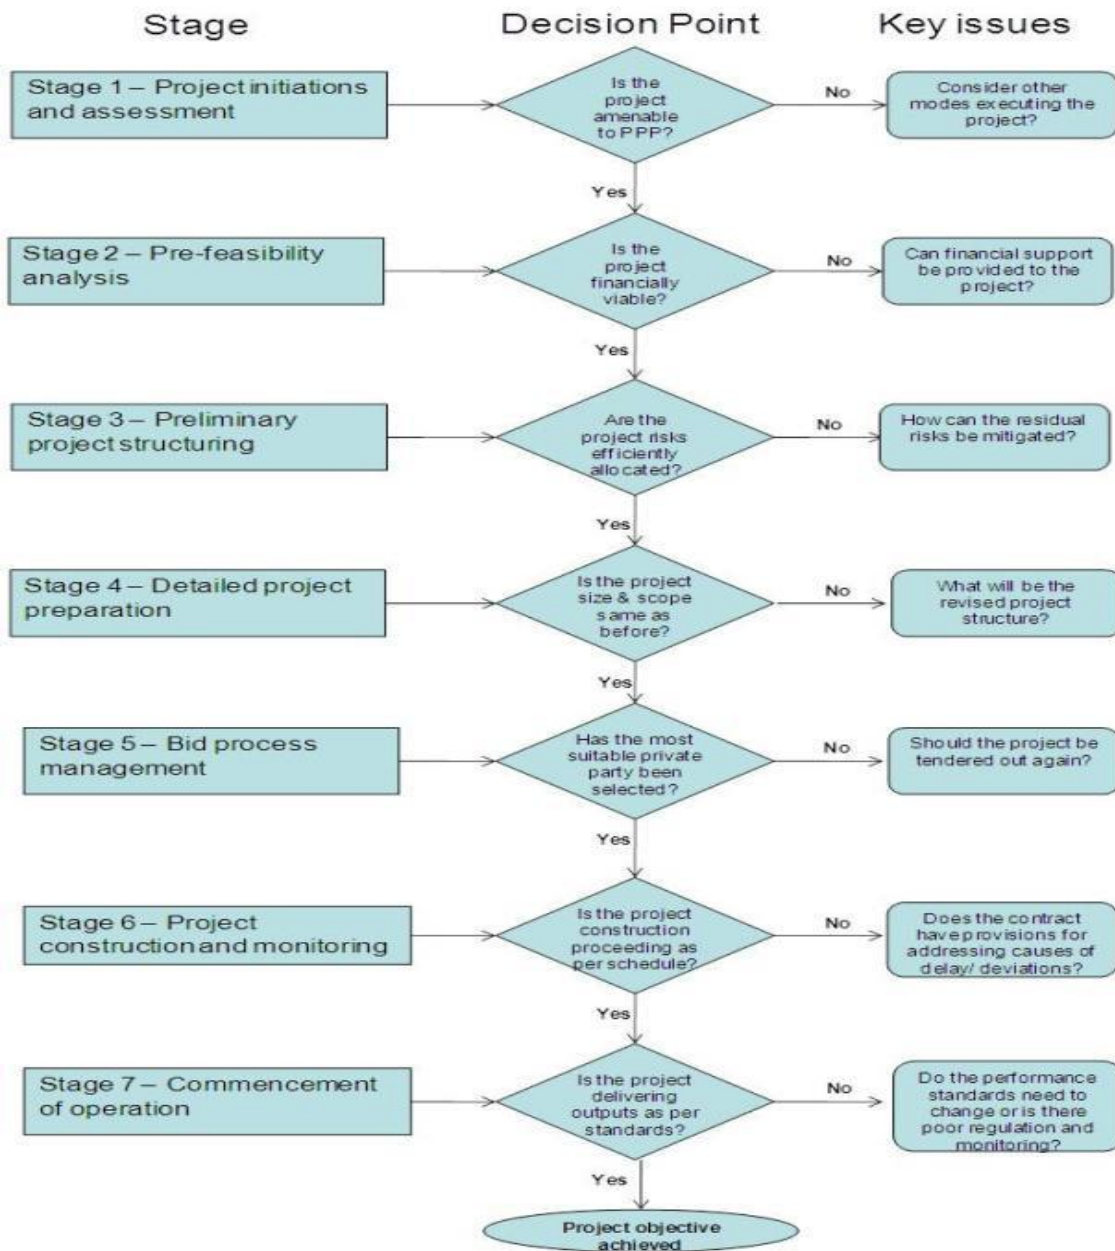 Stage
Decision Point
Key issues
Stage 1 – Project initiations
and assessment
Is the
project
amenable
to PPP?
No
Consider other
modes executing the
project?
Yes
Stage 2 – Pre-feasibility
analysis
Is the
project
financially
viable?
No
Can financial support
be provided to the
project?
Yes
Stage 3 – Preliminary
project structuring
Are the
project risks
efficiently
allocated?
No
How can the residual
risks be mitigated?
Yes
Stage 4 – Detailed project
preparation
Is the project
size & scope
same as
before?
No
What will be the
revised project
structure?
Yes
Stage 5 – Bid process
management
Has the most
suitable private
party been
selected?
No
Should the project be
tendered out again?
Yes
Stage 6 – Project
construction and monitoring
Is the project
construction
proceeding as
per schedule?
No
Does the contract
have provisions for
addressing causes of
delay/ deviations?
Yes
Stage 7 – Commencement
of operation
Is the project
delivering
outputs as per
standards?
No
Do the performance
standards need to
change or is there
poor regulation and
monitoring?
Yes
Project objective
achieved